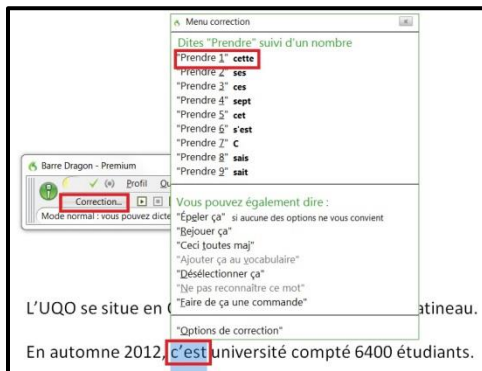 Menu correction
Dites "Prendre" suivi d'un nombre
"Prendre 1" cette
"Prendre 2" ses
"Prendre 3" ces
"Prendre 4" sept
"Prendre 5" cet
"Prendre 6" s'est
"Prendre 7" C
"Prendre 8" sais
"Prendre 9" sait
Vous pouvez également dire :
"Épeler ça" si aucune des options ne vous convient
"Rejouer ça"
"Ceci toutes maj"
"Ajouter ça au vocabulaire"
"Désélectionner ça"
"Ne pas reconnaître ce mot"
"Faire de ça une commande"
"Options de correction"
Barre Dragon - Premium
Profil
Correction...
Mode normal : vous pouvez dicte
L'UQO se situe en atineau.
En automne 2012, c'est université compté 6400 étudiants.